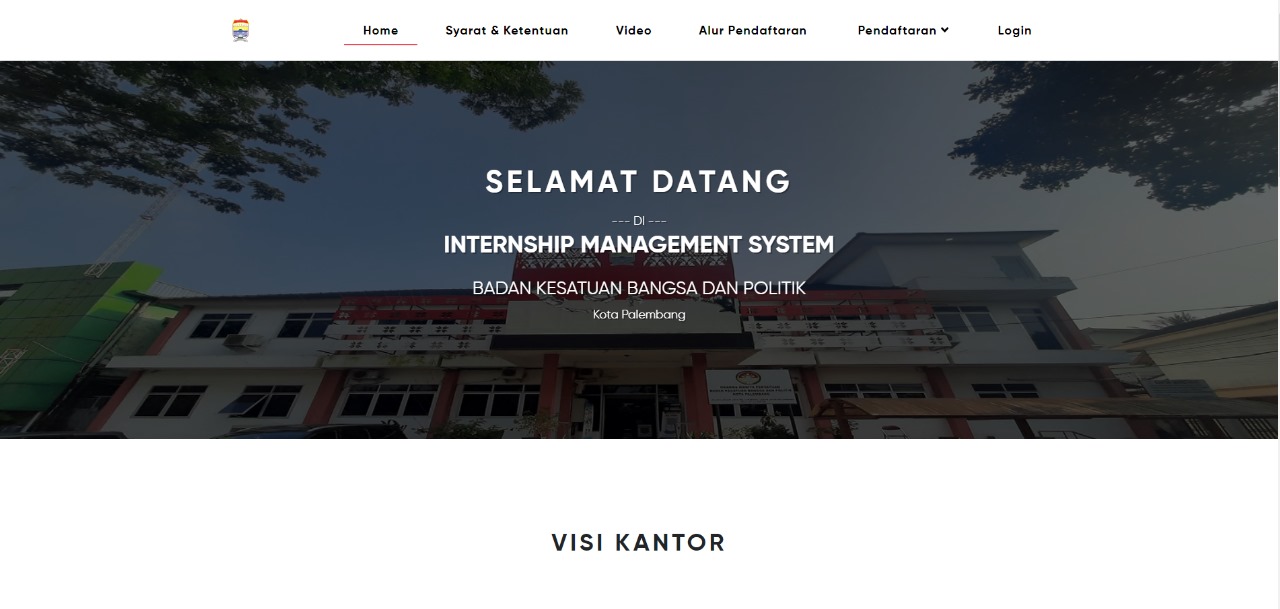 Home Syarat & Ketentuan Video Alur Pendaftaran Pendaftaran Login
SELAMAT DATANG
--- DI ---
INTERNSHIP MANAGEMENT SYSTEM
BADAN KESATUAN BANGSA DAN POLITIK
Kota Palembang
VISI KANTOR